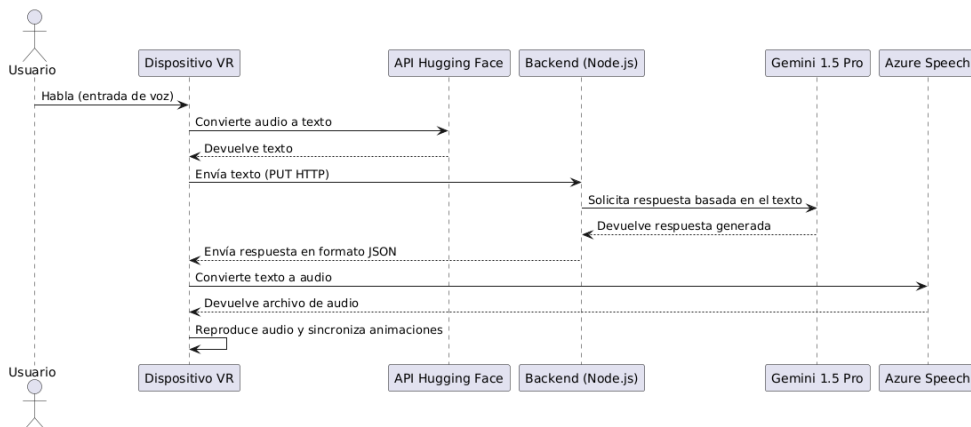 Usuario
Dispositivo VR
API Hugging Face
Backend (Node.js)
Gemini 1.5 Pro
Azure Speech
Habla (entrada de voz)
Convierte audio a texto
Devuelve texto
Envía texto (PUT HTTP)
Solicita respuesta basada en el texto
Devuelve respuesta generada
Envía respuesta en formato JSON
Convierte texto a audio
Devuelve archivo de audio
Reproduce audio y sincroniza animaciones
Usuario
Dispositivo VR
API Hugging Face
Backend (Node.js)
Gemini 1.5 Pro
Azure Speech